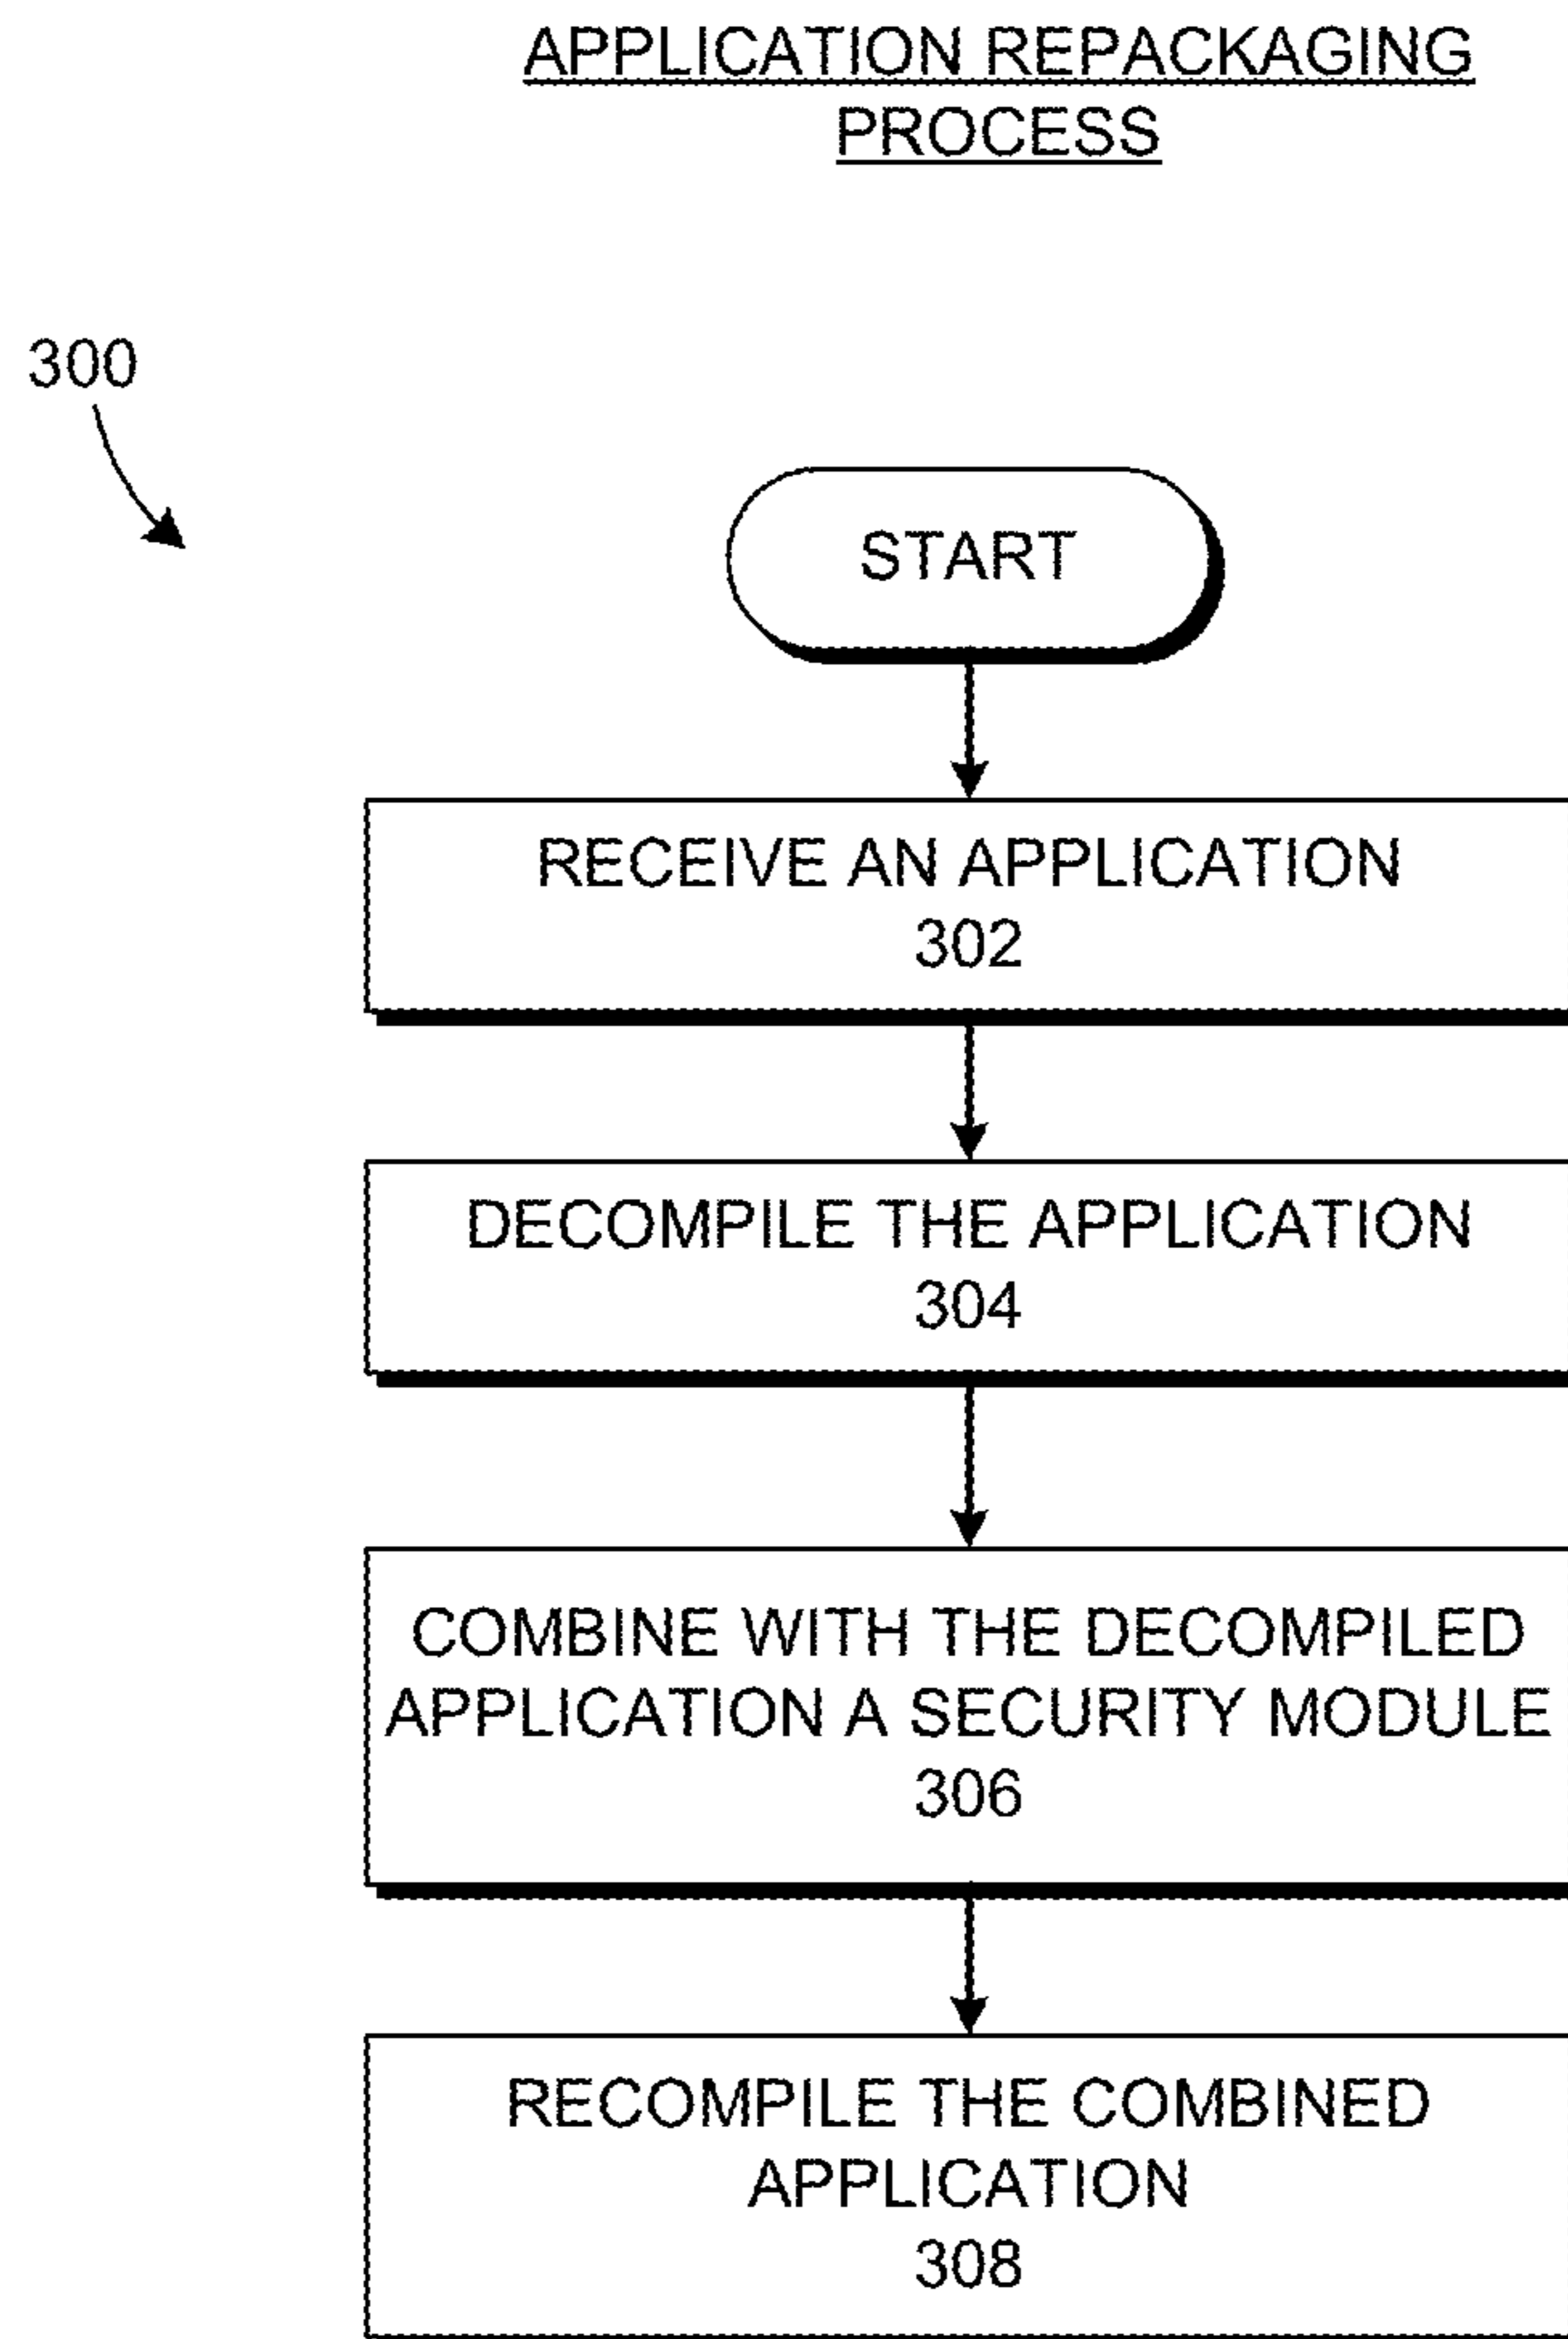 APPLICATION REPACKAGING
PROCESS
300
START
RECEIVE AN APPLICATION
302
DECOMPILE THE APPLICATION
304
COMBINE WITH THE DECOMPILED
APPLICATION A SECURITY MODULE
306
RECOMPILE THE COMBINED
APPLICATION
308